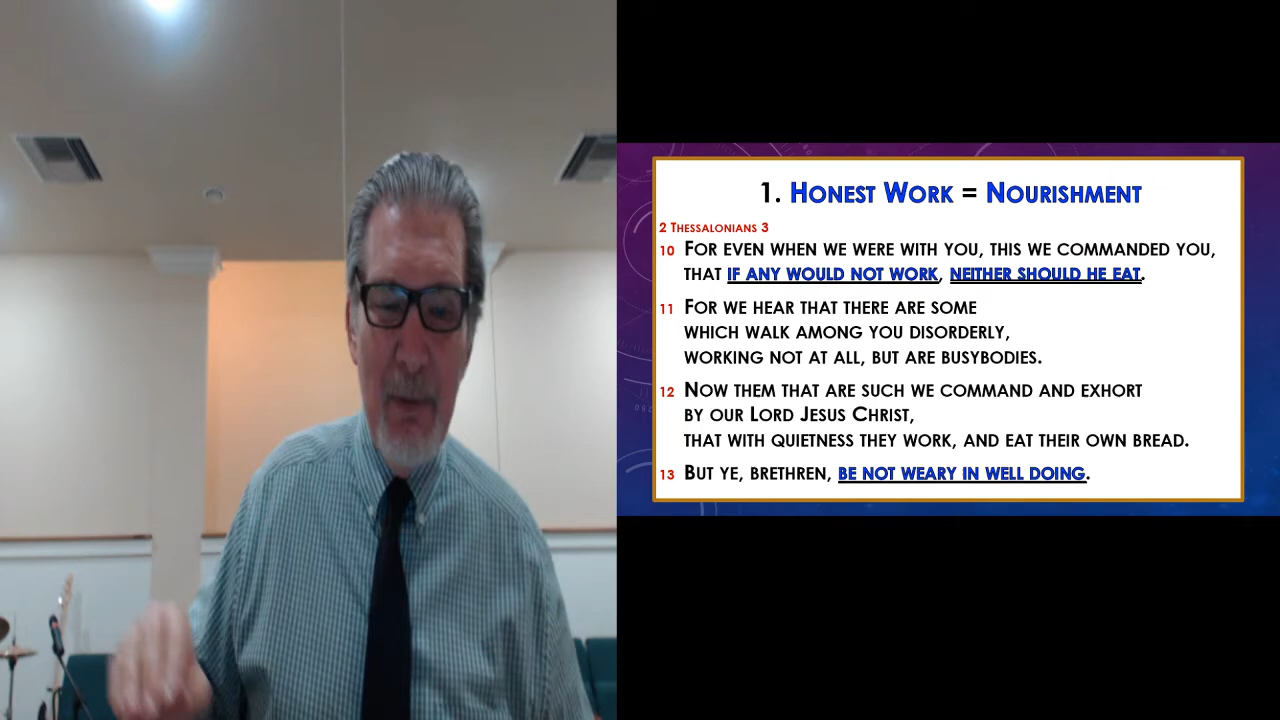 1. Honest Work = Nourishment
2 Thessalonians 3
10 For even when we were with you, this we commanded you,
that if any would not work, neither should he eat.
11 For we hear that there are some
which walk among you disorderly,
working not at all, but are busybodies.
12 Now them that are such we command and exhort
by our Lord Jesus Christ,
that with quietness they work, and eat their own bread.
13 But ye, brethren, be not weary in well doing.